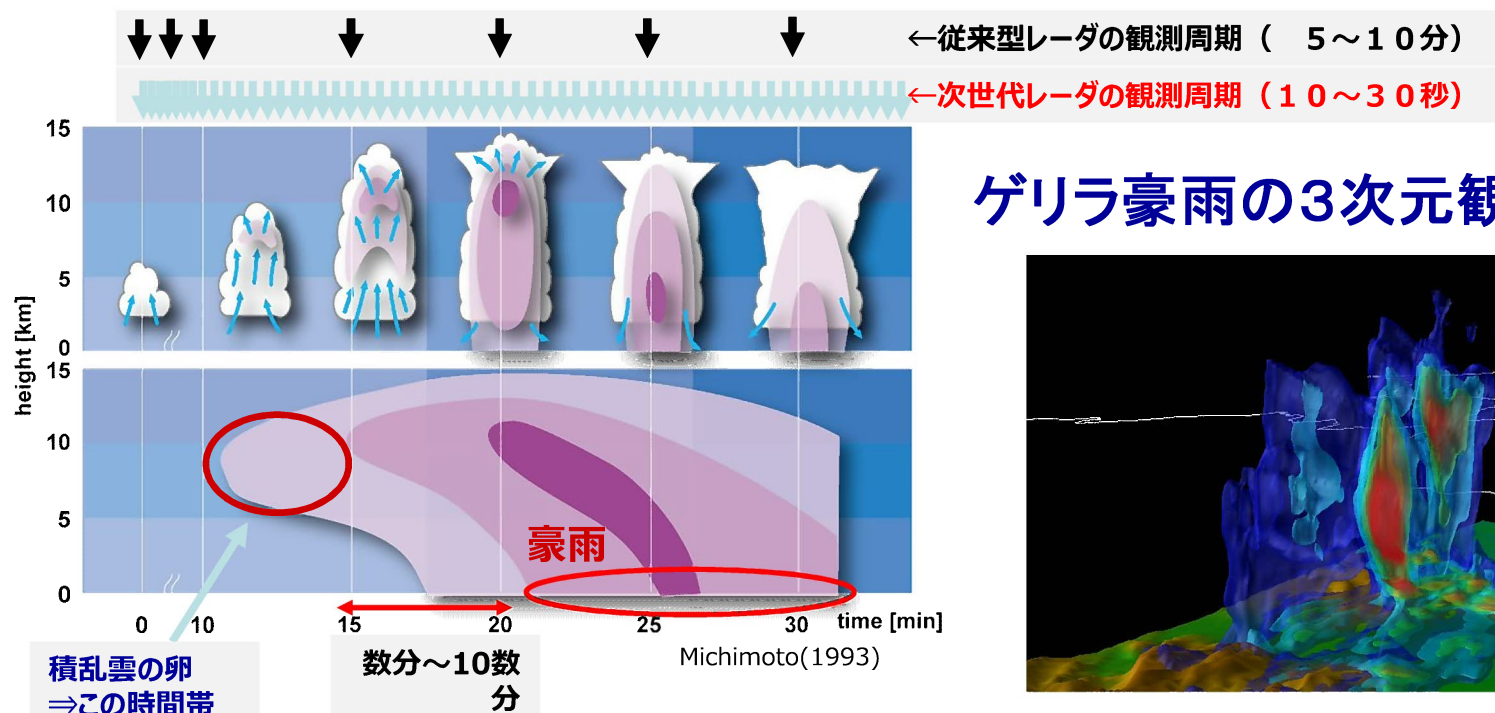 ←従来型レーダの観測周期（　５～１０分）
←次世代レーダの観測周期（１０～３０秒）
ゲリラ豪雨の３次元観
height [km]
15
10
5
0
15
10
5
0
豪雨
0 10 15 20 25 30 time [min]
Michimoto(1993)
積乱雲の卵
⇒この時間帯
数分～10数
分